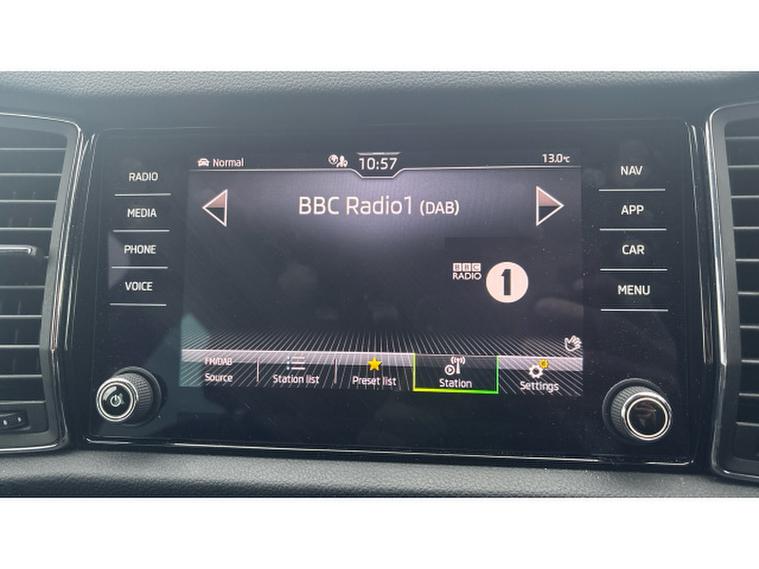 Normal
10:57
13.0°C
BBC Radio1 (DAB)
BBC
RADIO
1
RADIO
MEDIA
PHONE
VOICE
NAV
APP
CAR
MENU
FM/DAB
Source
Station list
Preset list
Station
Settings